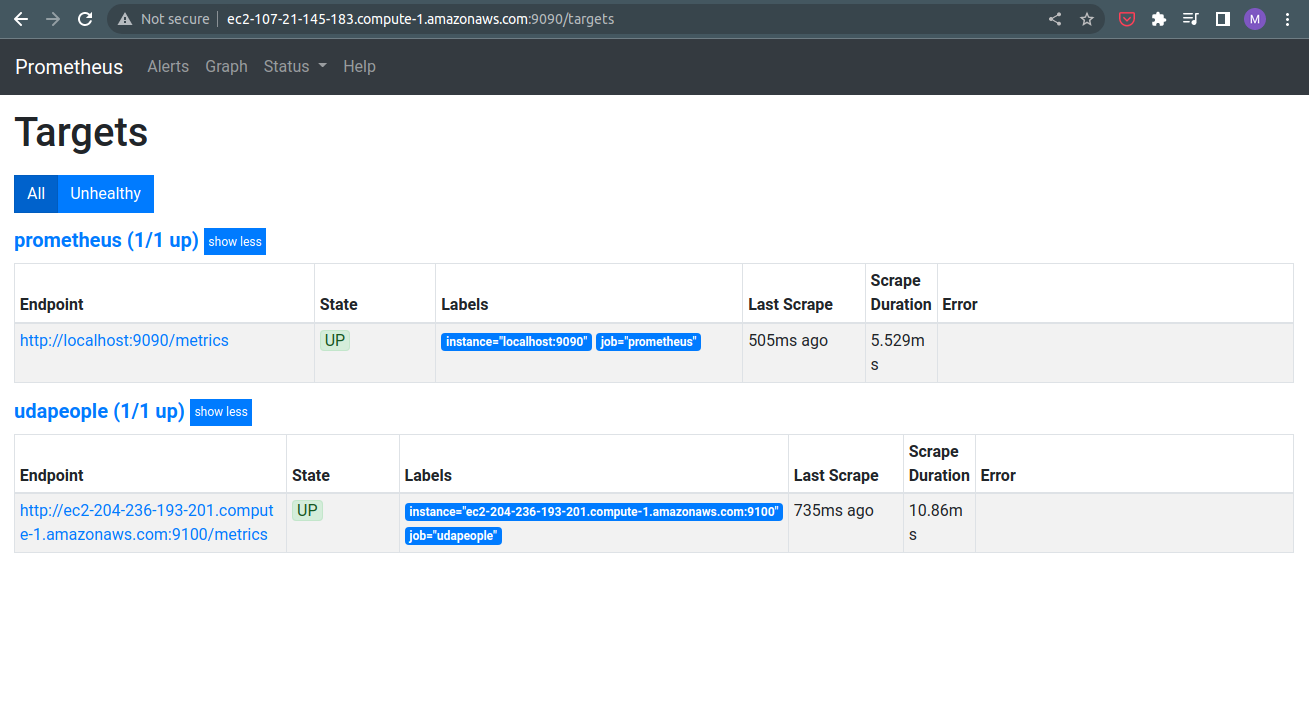 Not secure | ec2-107-21-145-183.compute-1.amazonaws.com:9090/targets
M
Prometheus Alerts Graph Status Help
Targets
All Unhealthy
prometheus (1/1 up) show less
Endpoint State Labels Last Scrape Scrape Duration Error
http://localhost:9090/metrics UP instance="localhost:9090" job="prometheus" 505ms ago 5.529ms
udapeople (1/1 up) show less
Endpoint State Labels Last Scrape Scrape Duration Error
http://ec2-204-236-193-201.compute-1.amazonaws.com:9100/metrics UP instance="ec2-204-236-193-201.compute-1.amazonaws.com:9100" job="udapeople" 735ms ago 10.86ms